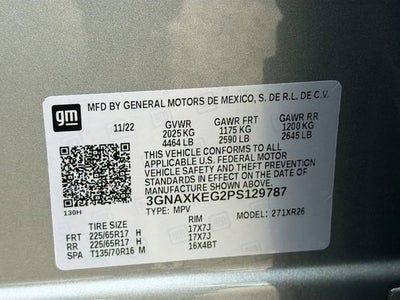 gm
MFD BY GENERAL MOTORS DE MEXICO, S. DE R.L. DE C.V.
11/22 GVWR GAWR FRT GAWR RR
2025 KG 1175 KG 1200 KG
4464 LB 2590 LB 2645 LB
THIS VEHICLE CONFORMS TO ALL
APPLICABLE U.S. FEDERAL MOTOR
VEHICLE SAFETY AND THEFT PREVENTION
STANDARDS IN EFFECT ON THE DATE OF
MANUFACTURE SHOWN ABOVE.
3GNAXKEG2PS129787
130H TYPE: MPV MODEL: 271XR26
TIRE SIZE RIM
FRT 225/65R17 H 17X7J
RR 225/65R17 H 17X7J
SPA T135/70R16 M 16X4BT